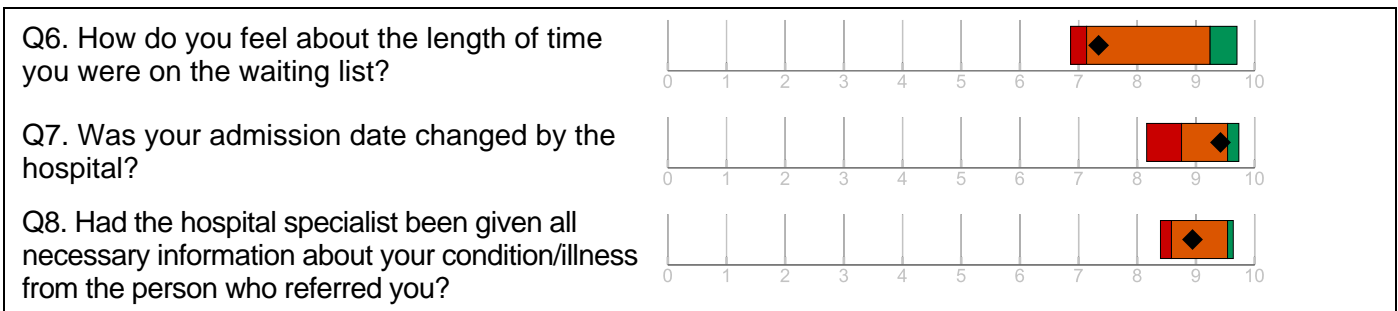 Q6. How do you feel about the length of time
you were on the waiting list?
0 1 2 3 4 5 6 7 8 9 10
Q7. Was your admission date changed by the
hospital?
0 1 2 3 4 5 6 7 8 9 10
Q8. Had the hospital specialist been given all
necessary information about your condition/illness
from the person who referred you?
0 1 2 3 4 5 6 7 8 9 10